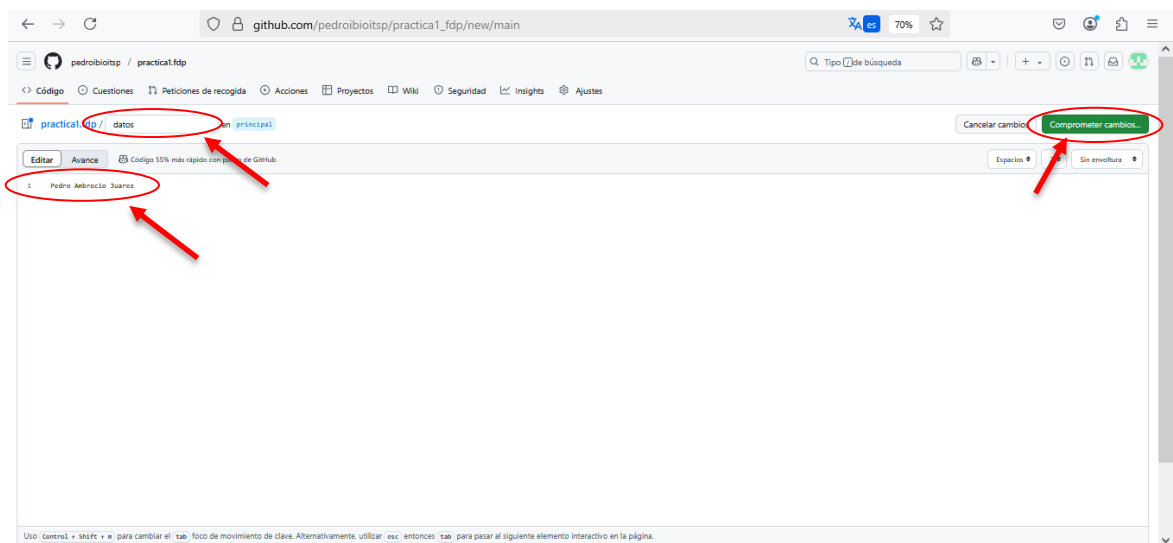 github.com/pedroibioitsp/practica1_fdp/new/main es 70%
pedroibioitsp / practica1.fdp Tipo / de búsqueda
Código Cuestiones Peticiones de recogida Acciones Proyectos Wiki Seguridad Insights Ajustes
practica1.fdp / datos en principal Cancelar cambios Comprometer cambios...
Editar Avance Código 55% más rápido con de GitHub Espacios Sin envoltura
1 Pedro Ambrocio Juarez
Uso Control + Shift + m para cambiar el tab foco de movimiento de clave. Alternativamente, utilizar esc entonces tab para pasar al siguiente elemento interactivo en la página.